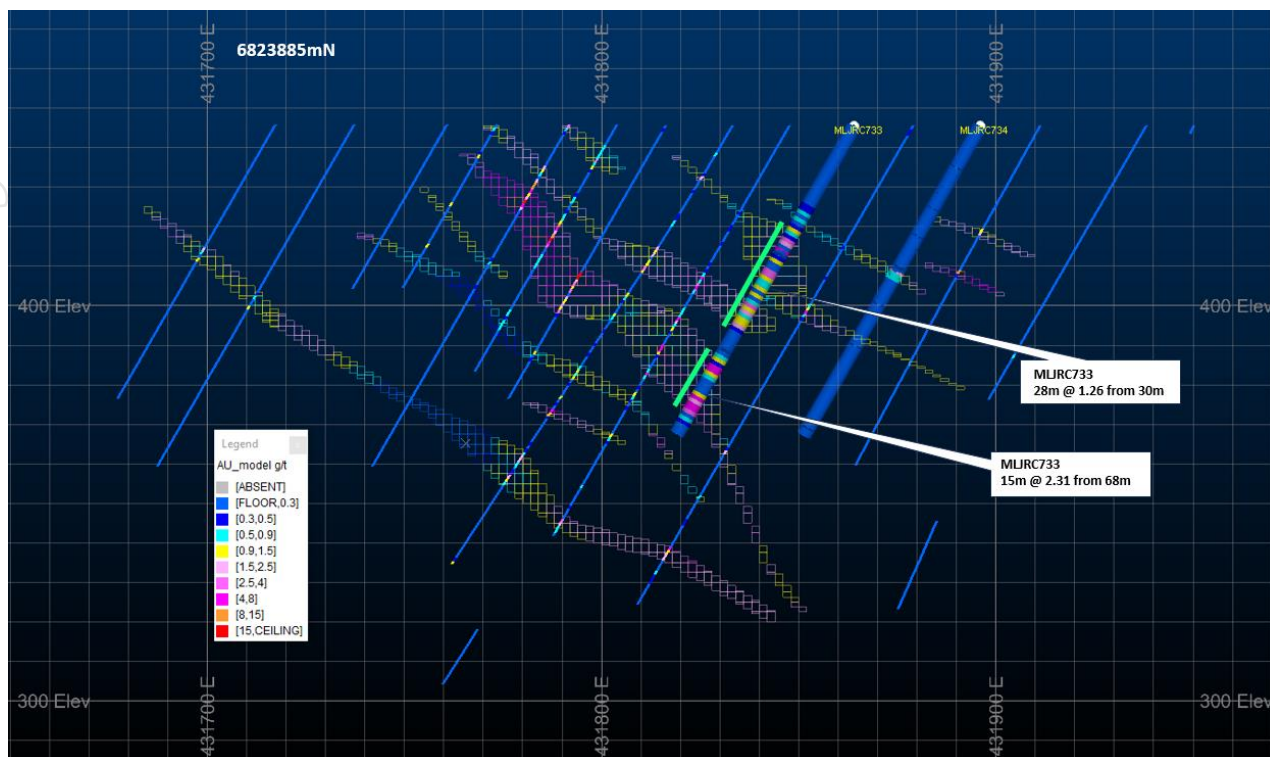 6823885mN
431700 E
431800 E
431900 E
MLJRC733
MLJRC734
400 Elev
400 Elev
MLJRC733
28m @ 1.26 from 30m
MLJRC733
15m @ 2.31 from 68m
Legend
AU_model g/t
[ABSENT]
[FLOOR,0.3]
[0.3,0.5]
[0.5,0.9]
[0.9,1.5]
[1.5,2.5]
[2.5,4]
[4,8]
[8,15]
[15,CEILING]
300 Elev
300 Elev
431700 E
431800 E
431900 E